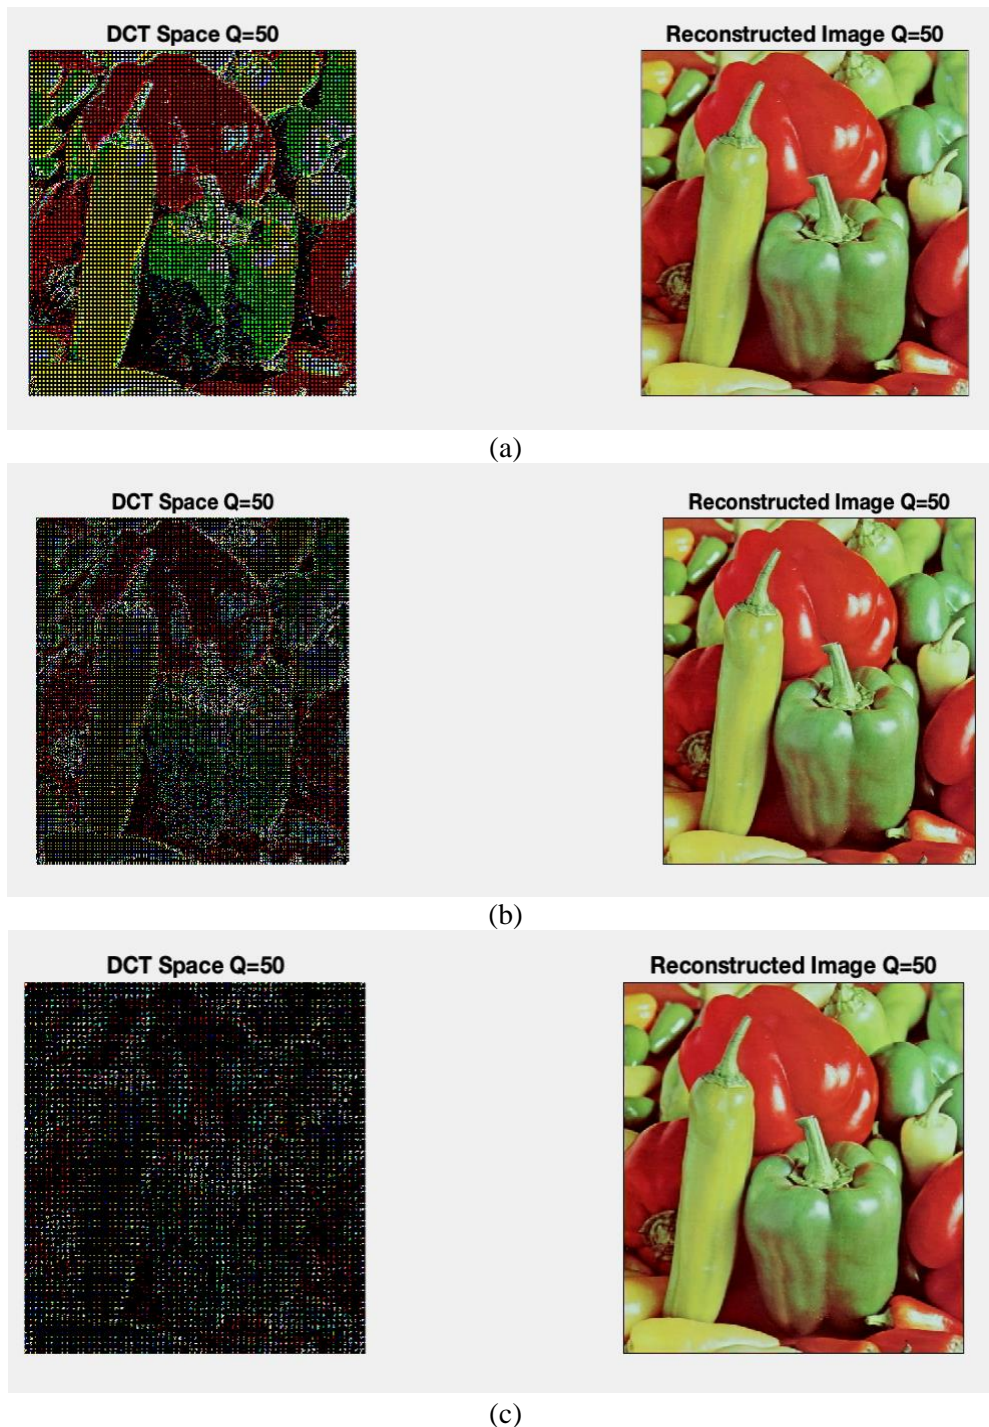 DCT Space Q=50 Reconstructed Image Q=50
(a)
DCT Space Q=50 Reconstructed Image Q=50
(b)
DCT Space Q=50 Reconstructed Image Q=50
(c)